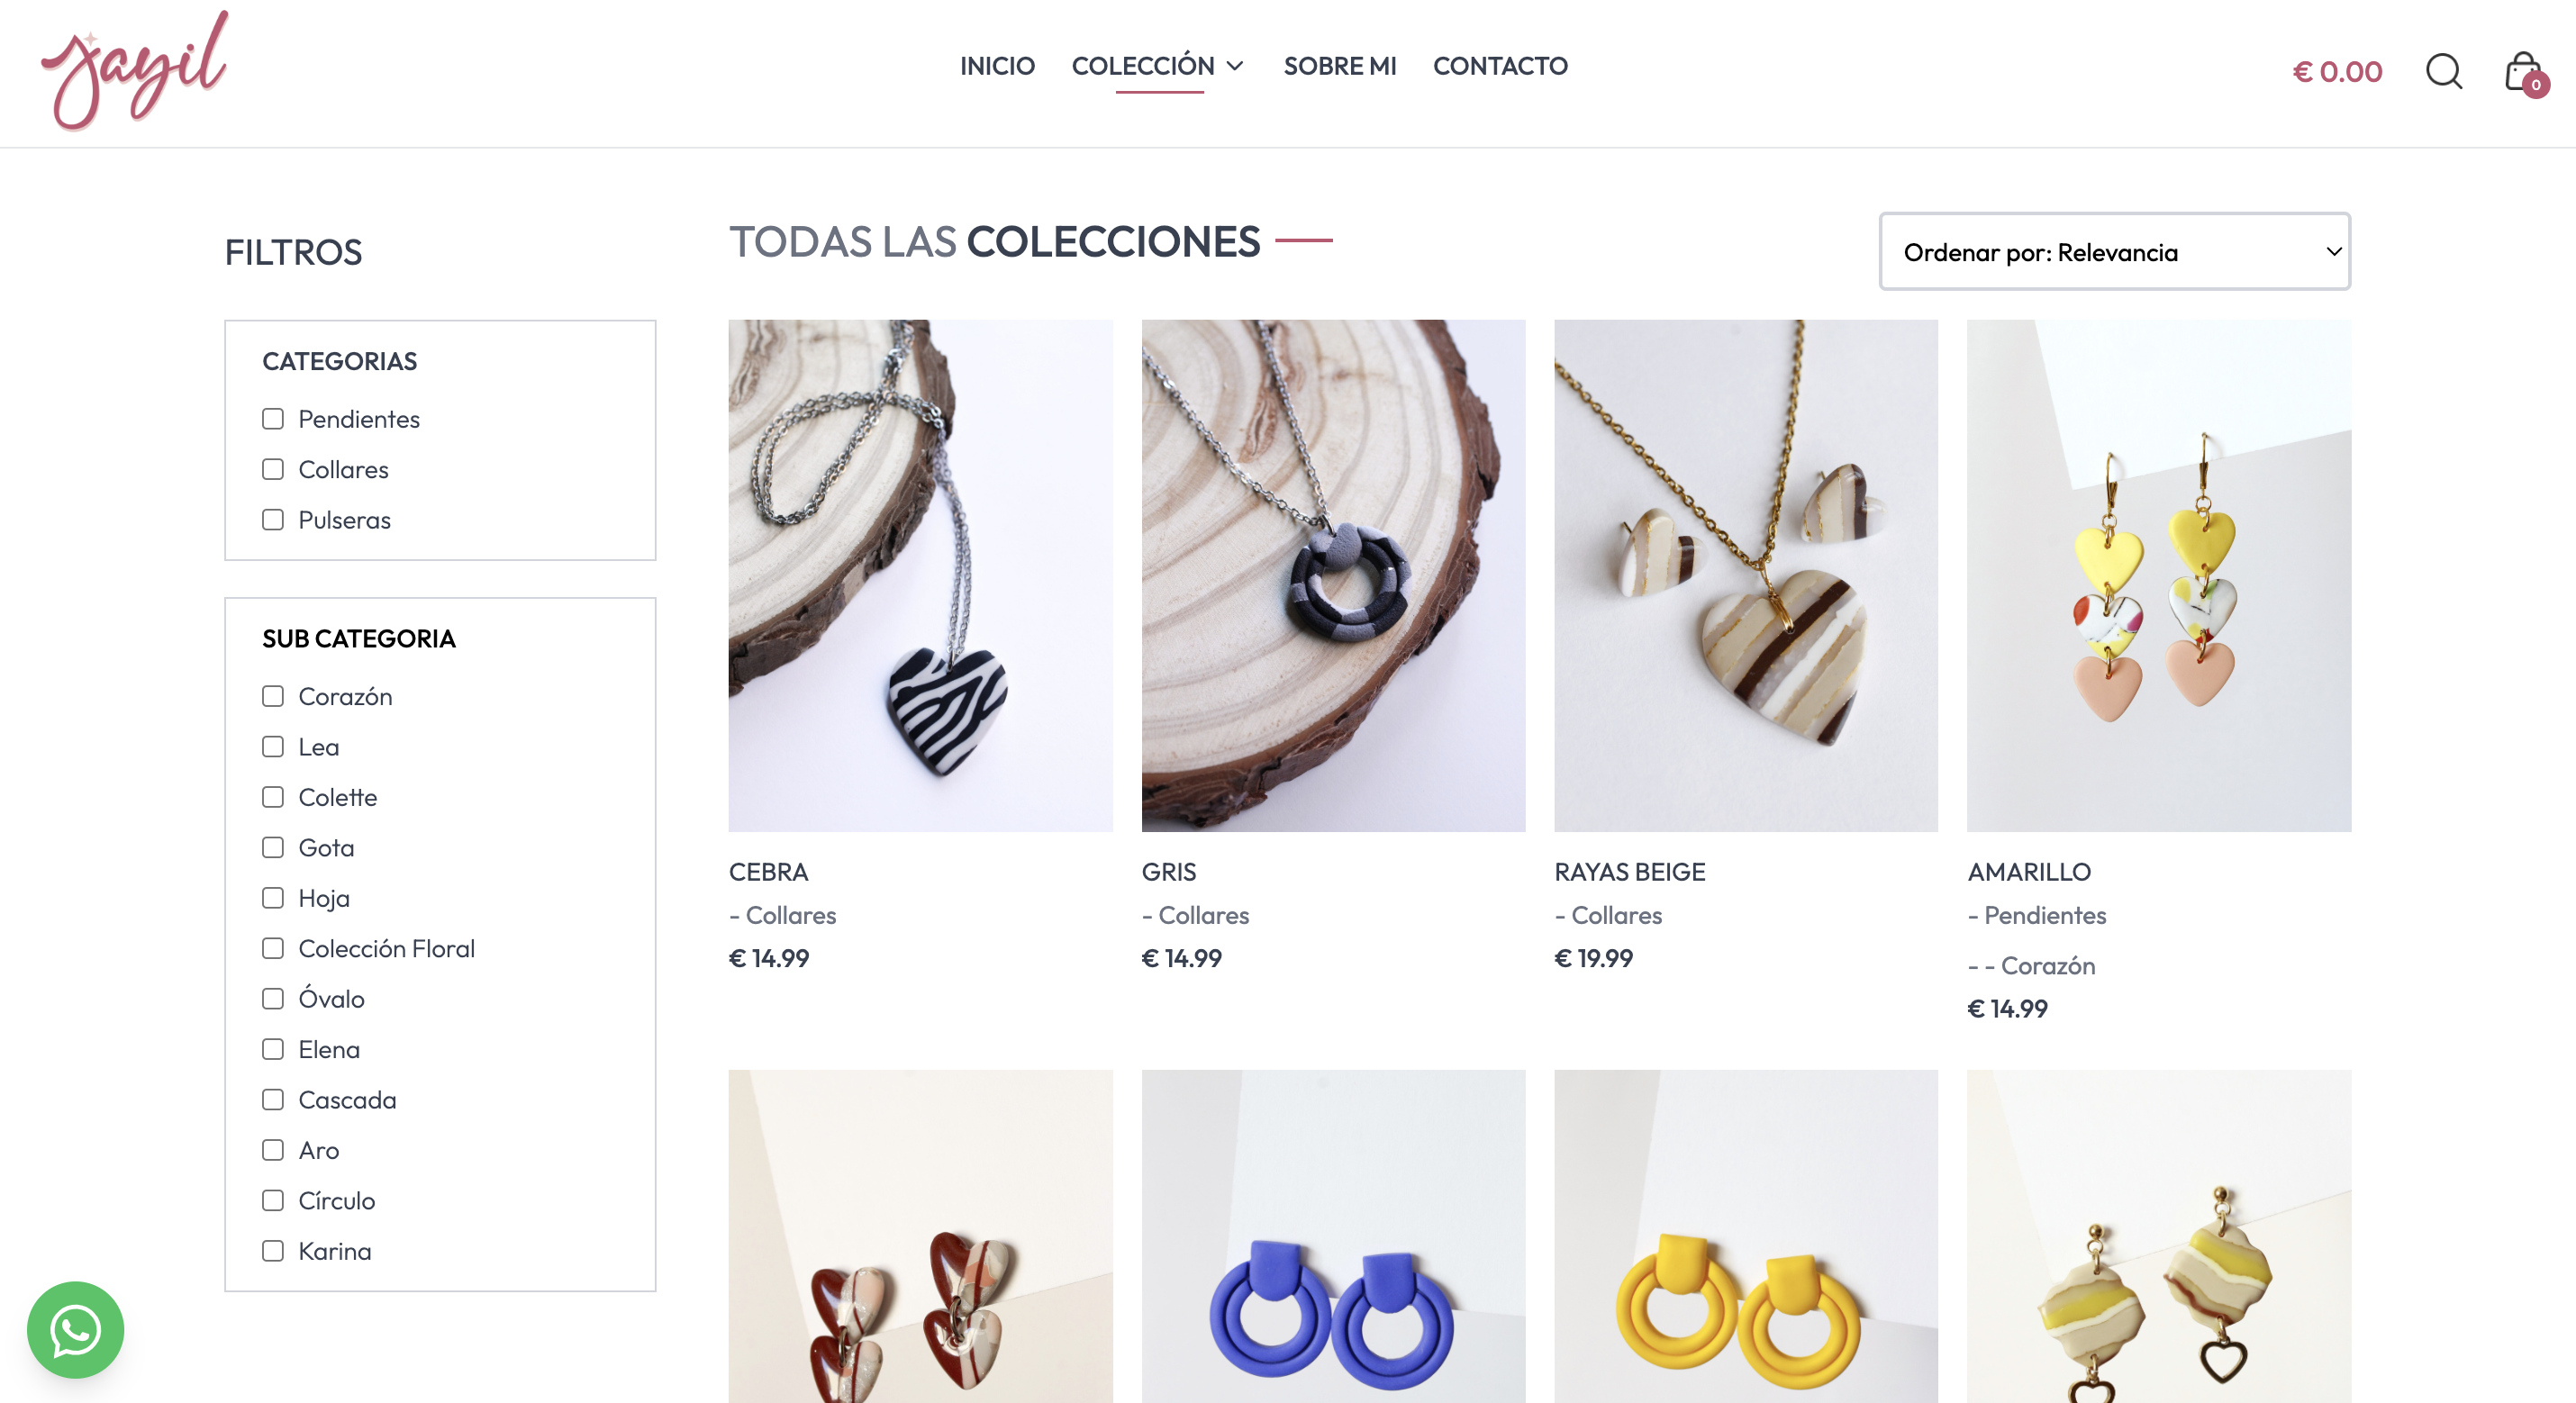 Jayil
INICIO COLECCIÓN SOBRE MI CONTACTO
€ 0.00
0
FILTROS
CATEGORIAS
Pendientes
Collares
Pulseras
SUB CATEGORIA
Corazón
Lea
Colette
Gota
Hoja
Colección Floral
Óvalo
Elena
Cascada
Aro
Círculo
Karina
TODAS LAS COLECCIONES
Ordenar por: Relevancia
CEBRA
- Collares
€ 14.99
GRIS
- Collares
€ 14.99
RAYAS BEIGE
- Collares
€ 19.99
AMARILLO
- Pendientes
- - Corazón
€ 14.99